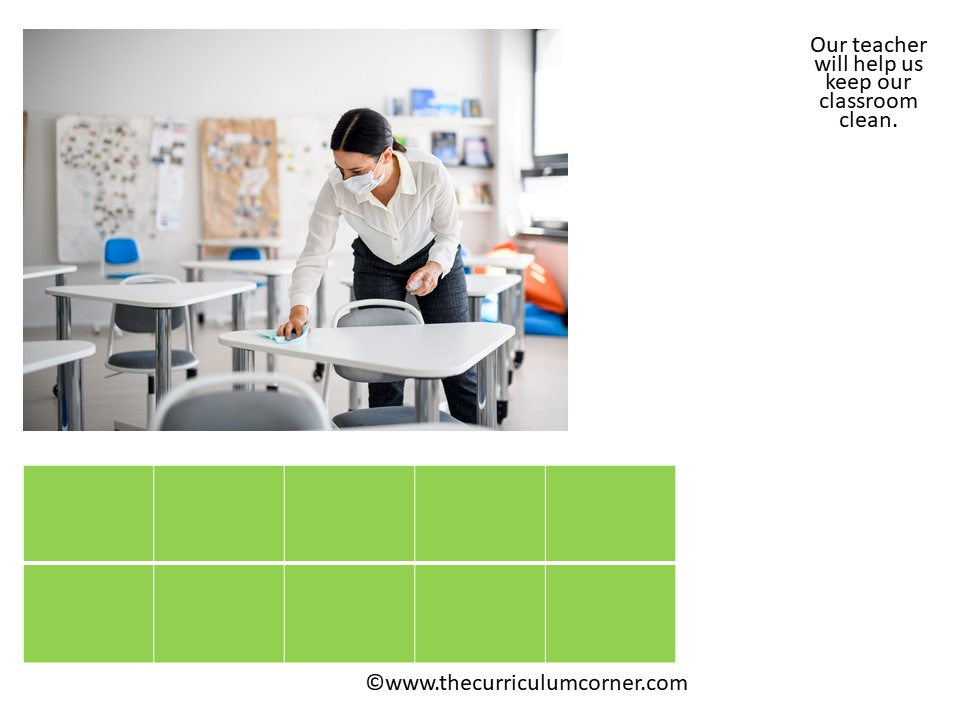 Our teacher
will help us
keep our
classroom
clean.
©www.thecurriculumcorner.com